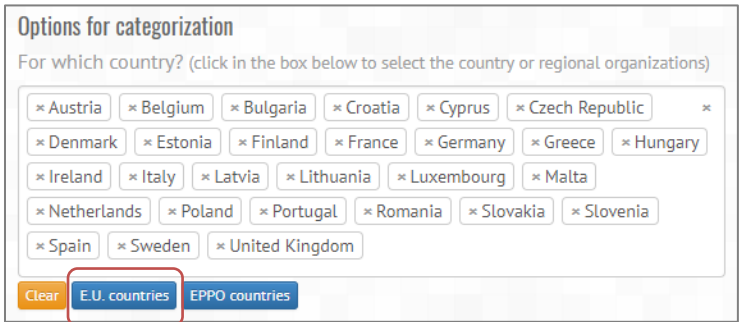 Options for categorization
For which country? (click in the box below to select the country or regional organizations)
× Austria × Belgium × Bulgaria × Croatia × Cyprus × Czech Republic ×
× Denmark × Estonia × Finland × France × Germany × Greece × Hungary
× Ireland × Italy × Latvia × Lithuania × Luxembourg × Malta
× Netherlands × Poland × Portugal × Romania × Slovakia × Slovenia
× Spain × Sweden × United Kingdom
Clear E.U. countries EPPO countries